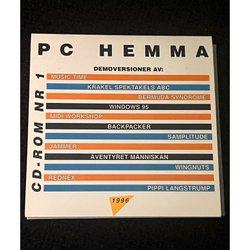 PC HEMMA
DEMOVERSIONER AV:
MUSIC TIME
KRAKEL SPEKTAKELS ABC
BERMUDA SYNDROME
WINDOWS 95
MIDI WORKSHOP
BACKPACKER
SAMPLITUDE
JAMMER
ÄVENTYRET MÄNNISKAN
WINGNUTS
REDNEX
PIPPI LÅNGSTRUMP
CD-ROM NR 1
1996